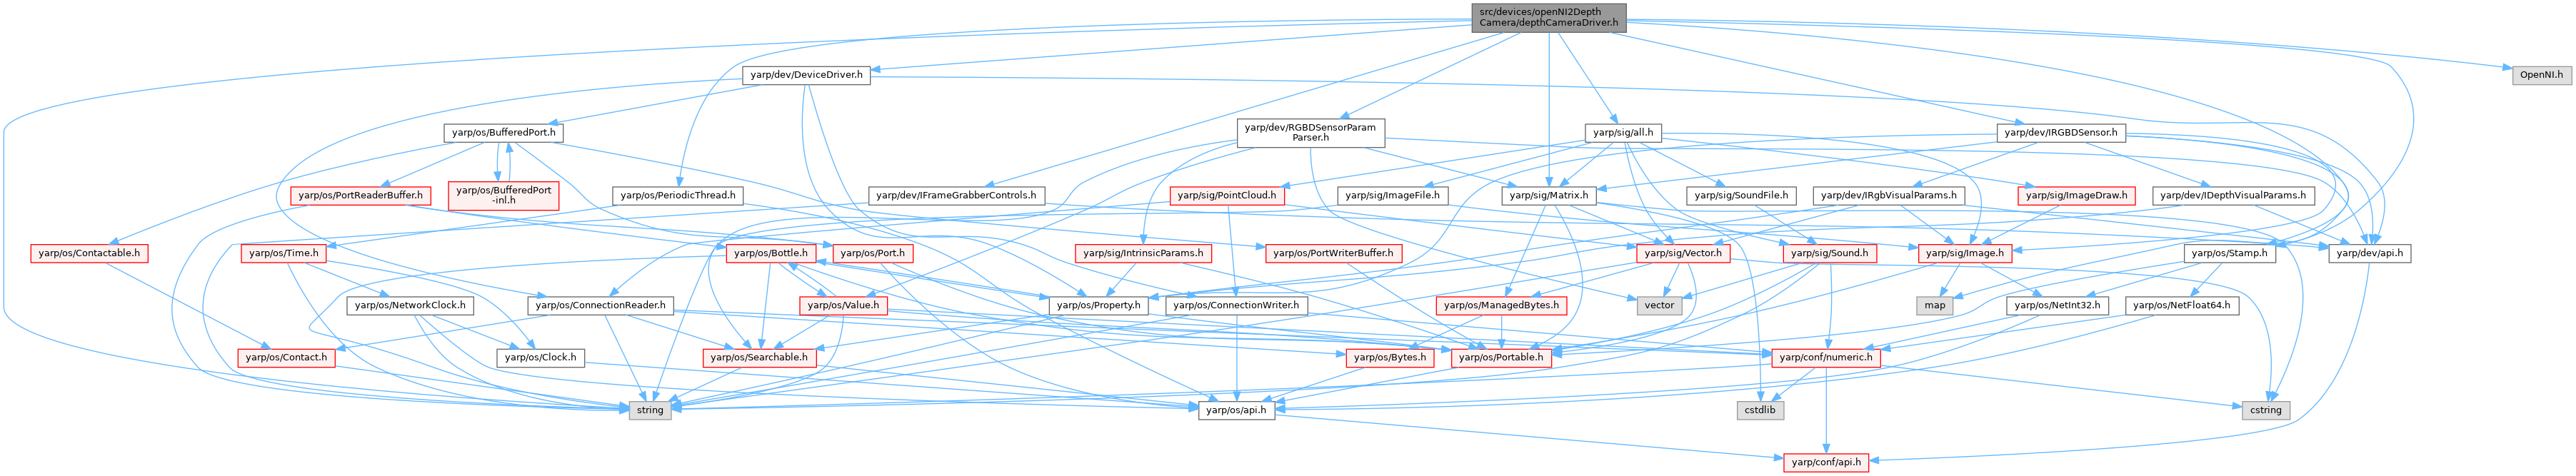 src/devices/openNI2Depth
Camera/depthCameraDriver.h
yarp/dev/DeviceDriver.h
OpenNI.h
yarp/os/BufferedPort.h
yarp/dev/RGBDSensorParam
Parser.h
yarp/sig/all.h
yarp/dev/IRGBDSensor.h
yarp/os/PortReaderBuffer.h
yarp/os/BufferedPort
-inl.h
yarp/os/PeriodicThread.h
yarp/dev/IFrameGrabberControls.h
yarp/sig/PointCloud.h
yarp/sig/ImageFile.h
yarp/sig/Matrix.h
yarp/sig/SoundFile.h
yarp/dev/IRgbVisualParams.h
yarp/sig/ImageDraw.h
yarp/dev/IDepthVisualParams.h
yarp/os/Contactable.h
yarp/os/Time.h
yarp/os/Bottle.h
yarp/os/Port.h
yarp/sig/IntrinsicParams.h
yarp/os/PortWriterBuffer.h
yarp/sig/Vector.h
yarp/sig/Sound.h
yarp/sig/Image.h
yarp/os/Stamp.h
yarp/dev/api.h
yarp/os/NetworkClock.h
yarp/os/ConnectionReader.h
yarp/os/Value.h
yarp/os/Property.h
yarp/os/ConnectionWriter.h
vector
yarp/os/ManagedBytes.h
map
yarp/os/NetInt32.h
yarp/os/NetFloat64.h
yarp/os/Contact.h
yarp/os/Clock.h
yarp/os/Searchable.h
yarp/os/Bytes.h
yarp/os/Portable.h
yarp/conf/numeric.h
string
yarp/os/api.h
cstdlib
cstring
yarp/conf/api.h